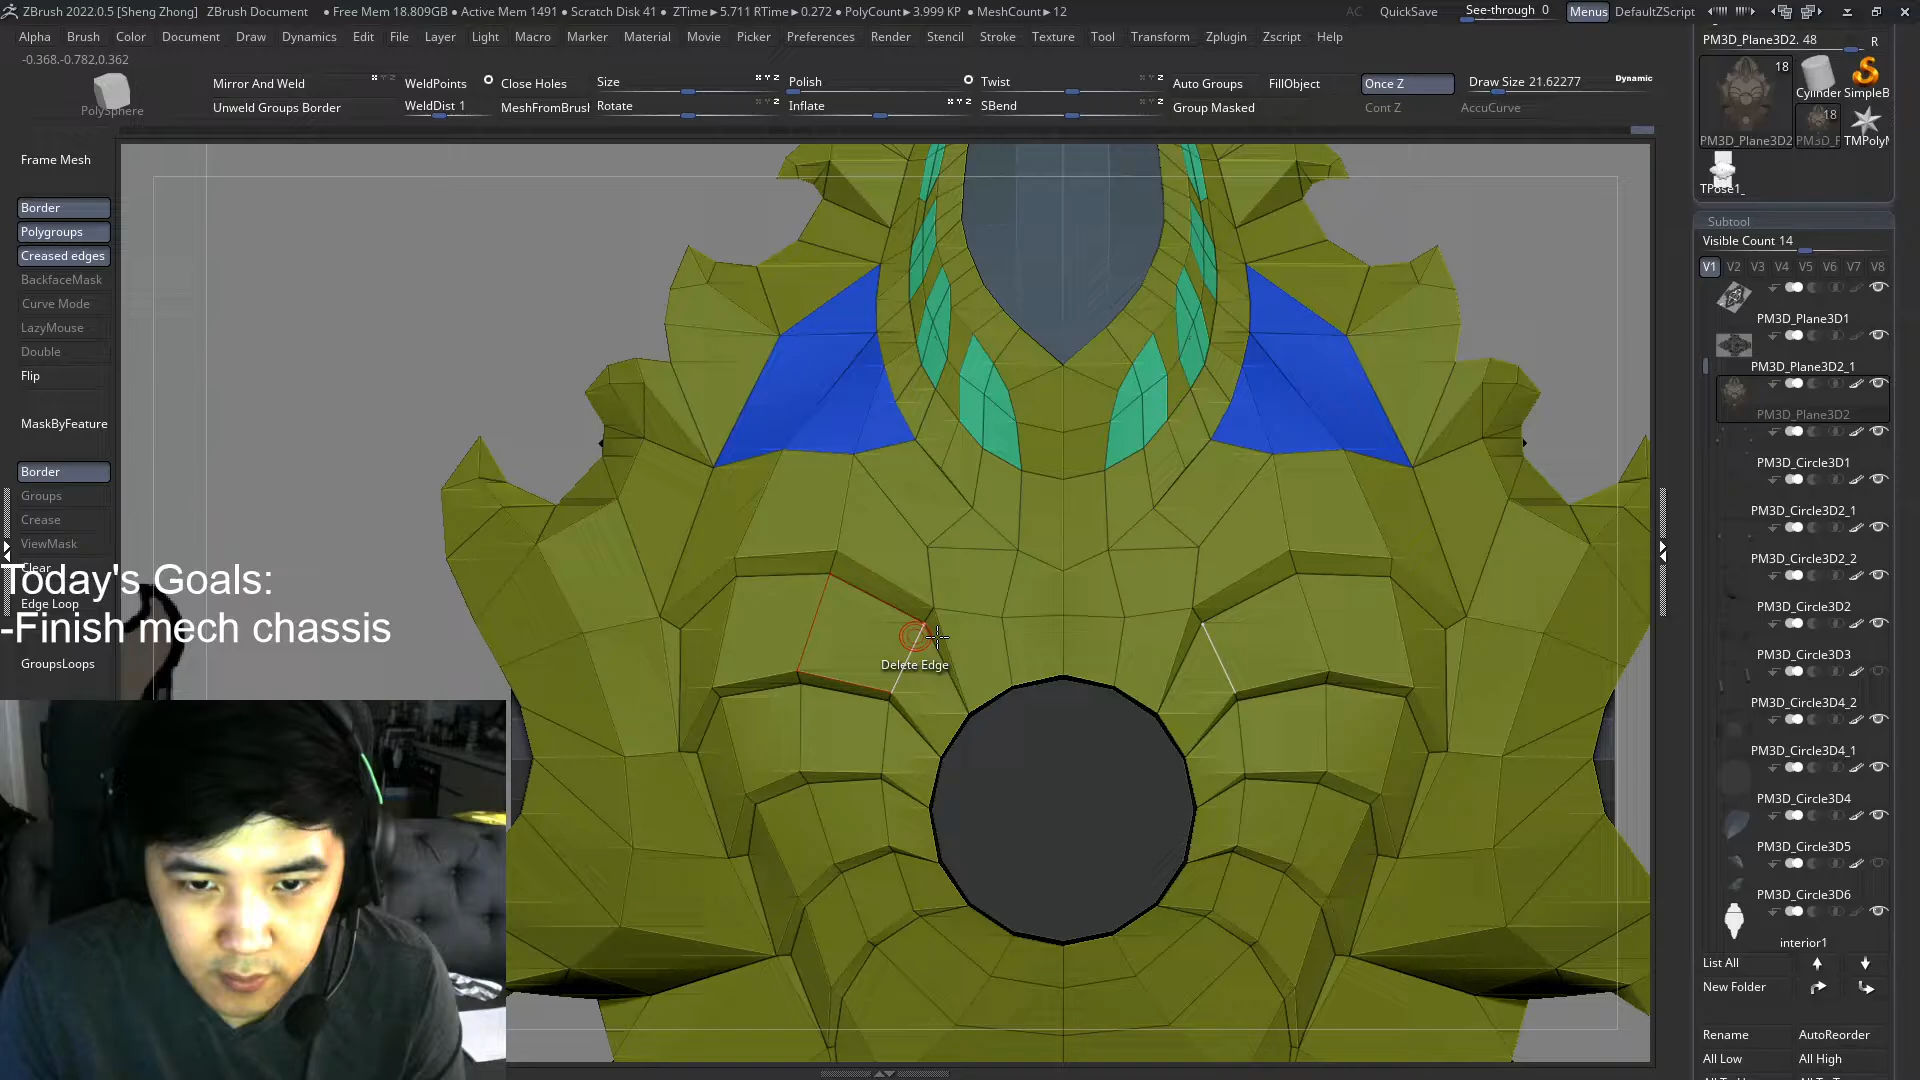 ZBrush 2022.0.5 [Sheng Zhong] ZBrush Document ● Free Mem 18.809GB ● Active Mem 1491 ● Scratch Disk 41 ● ZTime►5.711 RTime►0.272 ● PolyCount►3.999 KP ● MeshCount►12 AC QuickSave See-through 0 Menus DefaultZScript
Alpha Brush Color Document Draw Dynamics Edit File Layer Light Macro Marker Material Movie Picker Preferences Render Stencil Stroke Texture Tool Transform Zplugin Zscript Help
-0.368.-0.782,0.362
PolySphere
Mirror And Weld
Unweld Groups Border
WeldPoints
WeldDist 1
Close Holes
MeshFromBrush
Size
Rotate
Polish
Inflate
Twist
SBend
Auto Groups
Group Masked
FillObject
Once Z
Cont Z
Draw Size 21.62277
Dynamic
AccuCurve
Frame Mesh
Border
Polygroups
Creased edges
BackfaceMask
Curve Mode
LazyMouse
Double
Flip
MaskByFeature
Border
Groups
Crease
ViewMask
Clear
Edge Loop
GroupsLoops
Today's Goals:
-Finish mech chassis
Delete Edge
PM3D_Plane3D2. 48
R
18
Cylinder
SimpleB
PM3D_Plane3D2
18
PM3D_P
TMPolyM
TPose1_
Subtool
Visible Count 14
V1 V2 V3 V4 V5 V6 V7 V8
PM3D_Plane3D1
PM3D_Plane3D2_1
PM3D_Plane3D2
PM3D_Circle3D1
PM3D_Circle3D2_1
PM3D_Circle3D2_2
PM3D_Circle3D2
PM3D_Circle3D3
PM3D_Circle3D4_2
PM3D_Circle3D4_1
PM3D_Circle3D4
PM3D_Circle3D5
PM3D_Circle3D6
interior1
List All
New Folder
Rename
AutoReorder
All Low
All High